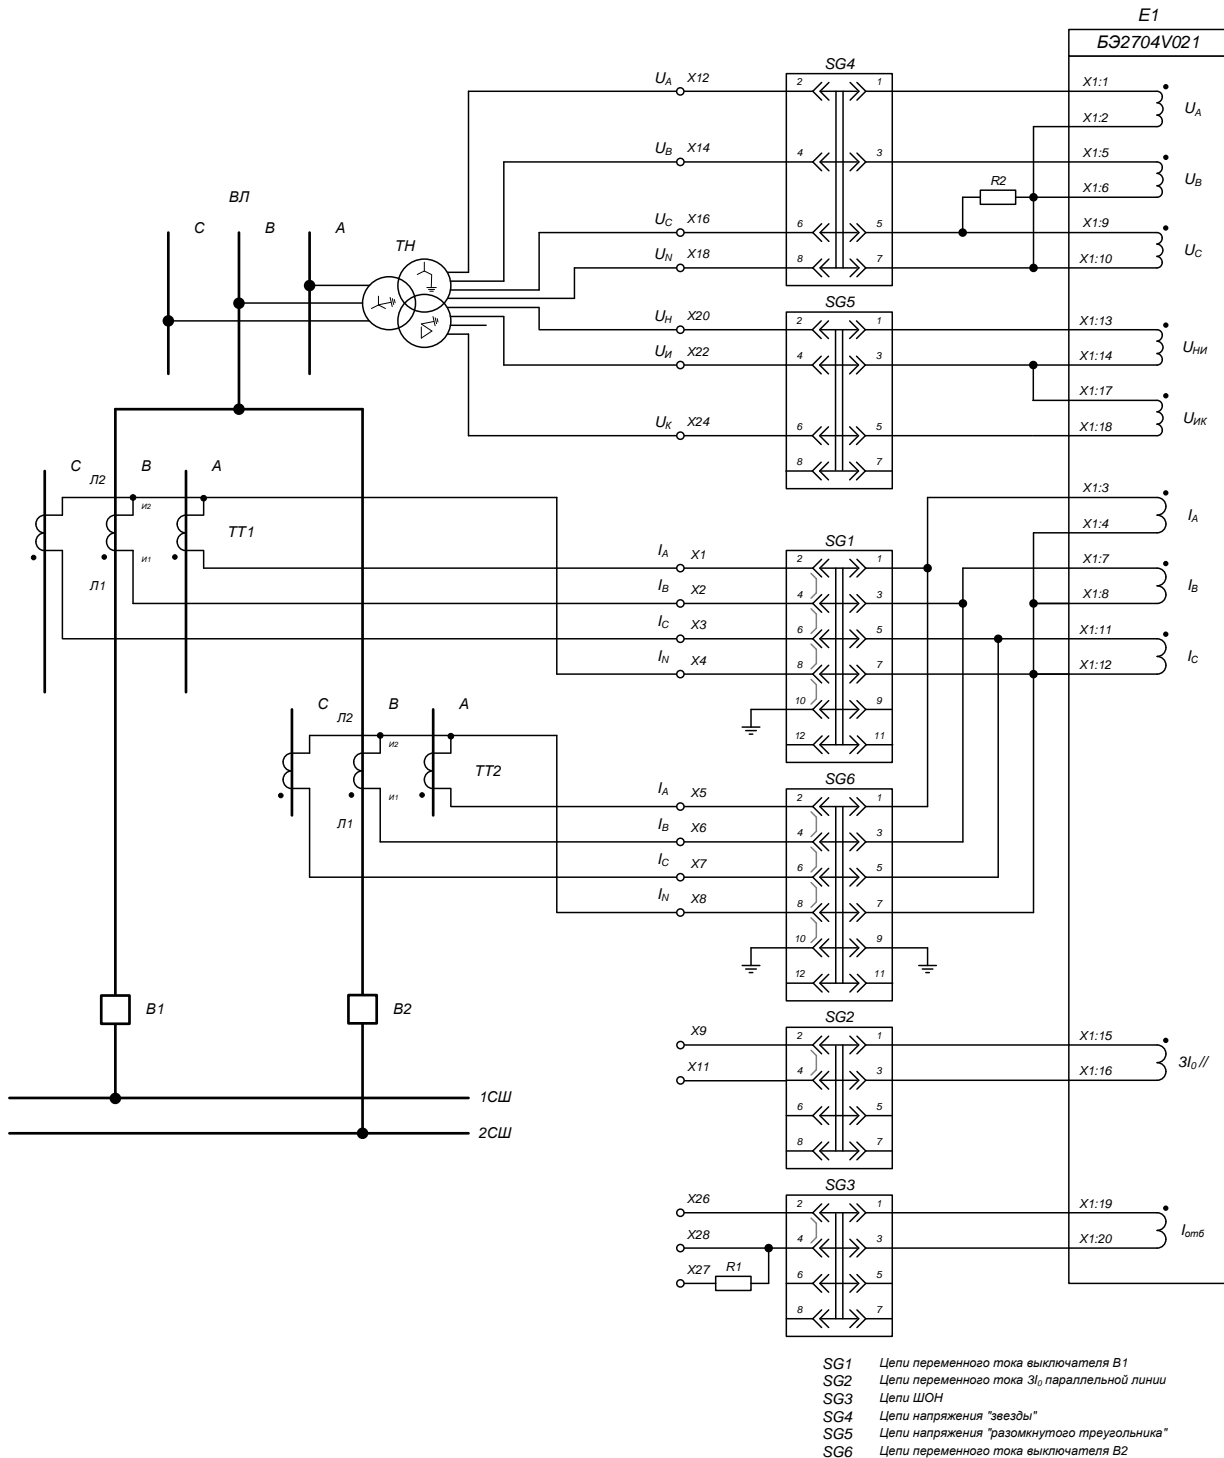 E1
БЭ2704V021
SG4
U_A X12 2 1 X1:1
U_A
X1:2
U_B X14 4 3 X1:5
U_B
R2 X1:6
ВЛ
C B A
U_C X16 6 5 X1:9
U_C
ТН
U_N X18 8 7 X1:10
SG5
U_Н X20 2 1 X1:13
U_НИ
U_И X22 4 3 X1:14
X1:17
U_ИК
U_К X24 6 5 X1:18
8 7
C Л2 B A
X1:3
И2
I_A
ТТ1
X1:4
SG1
И1
Л1
I_A X1 2 1 X1:7
I_B
I_B X2 4 3 X1:8
I_C X3 6 5 X1:11
I_C
I_N X4 8 7 X1:12
10 9
12 11
C Л2 B A
И2
ТТ2
SG6
И1
Л1
I_A X5 2 1
I_B X6 4 3
I_C X7 6 5
I_N X8 8 7
10 9
12 11
В1 В2
SG2
X9 2 1 X1:15
3I₀//
X11 4 3 X1:16
6 5
8 7
1СШ
2СШ
SG3
X26 2 1 X1:19
I_отб
X28 4 3 X1:20
X27 R1 6 5
8 7
SG1 Цепи переменного тока выключателя В1
SG2 Цепи переменного тока 3I₀ параллельной линии
SG3 Цепи ШОН
SG4 Цепи напряжения "звезды"
SG5 Цепи напряжения "разомкнутого треугольника"
SG6 Цепи переменного тока выключателя В2